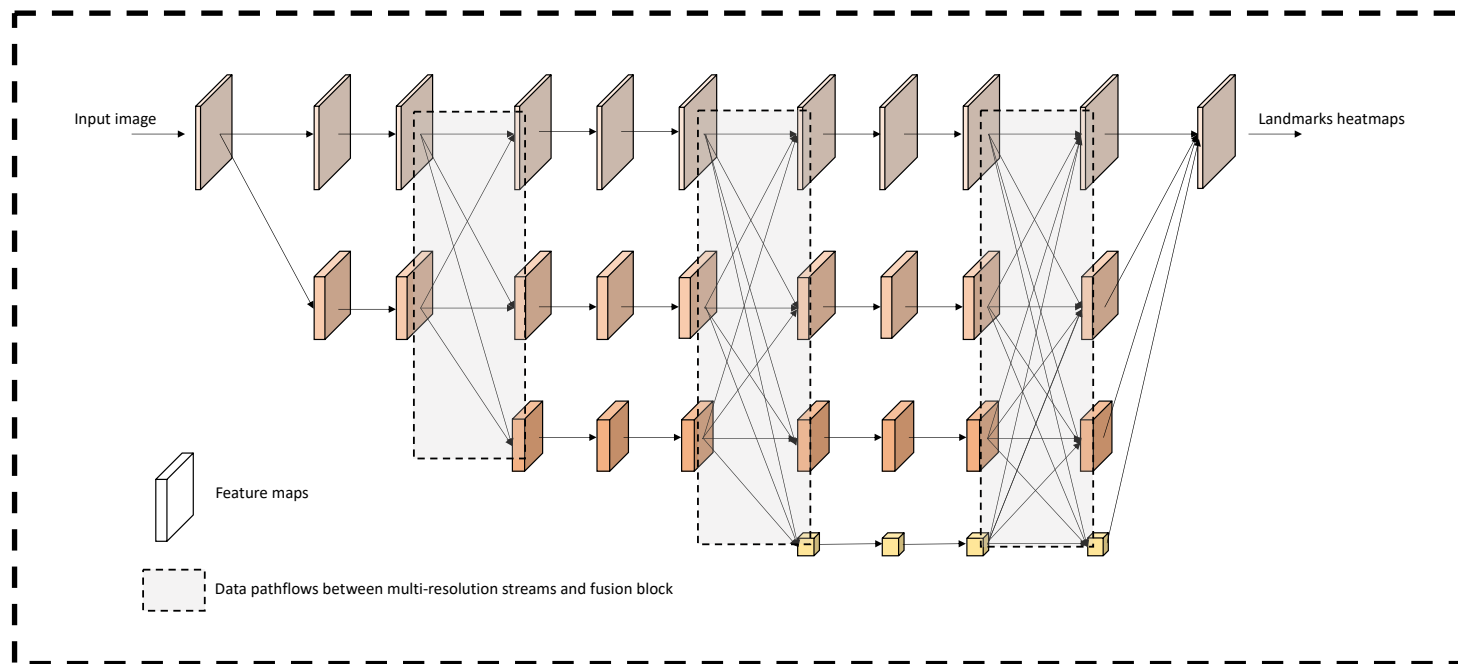 Input image
Landmarks heatmaps
Feature maps
Data pathflows between multi-resolution streams and fusion block